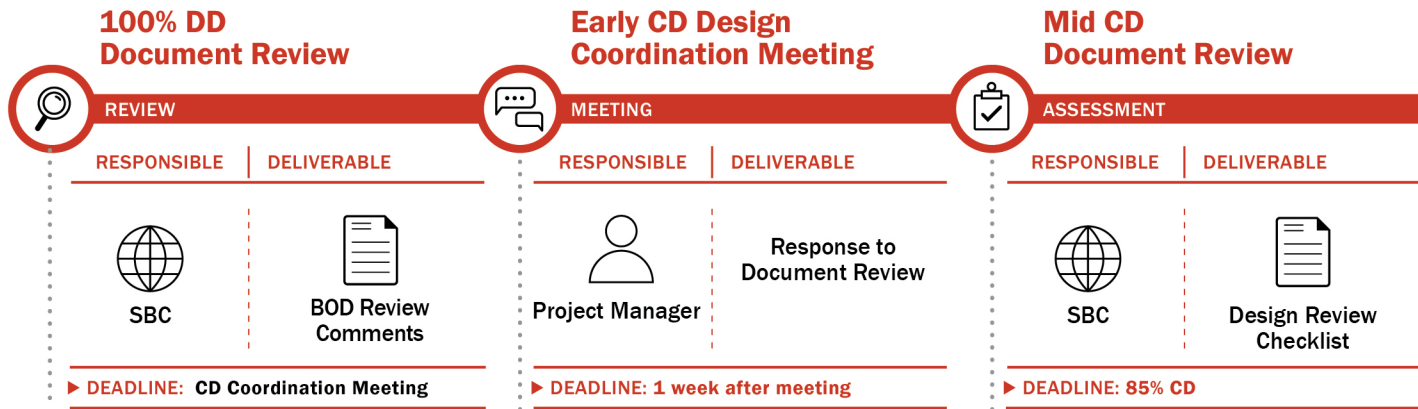 100% DD
Document Review
REVIEW
RESPONSIBLE
DELIVERABLE
SBC
BOD Review
Comments
DEADLINE: CD Coordination Meeting
Early CD Design
Coordination Meeting
MEETING
RESPONSIBLE
DELIVERABLE
Project Manager
Response to
Document Review
DEADLINE: 1 week after meeting
Mid CD
Document Review
ASSESSMENT
RESPONSIBLE
DELIVERABLE
SBC
Design Review
Checklist
DEADLINE: 85% CD